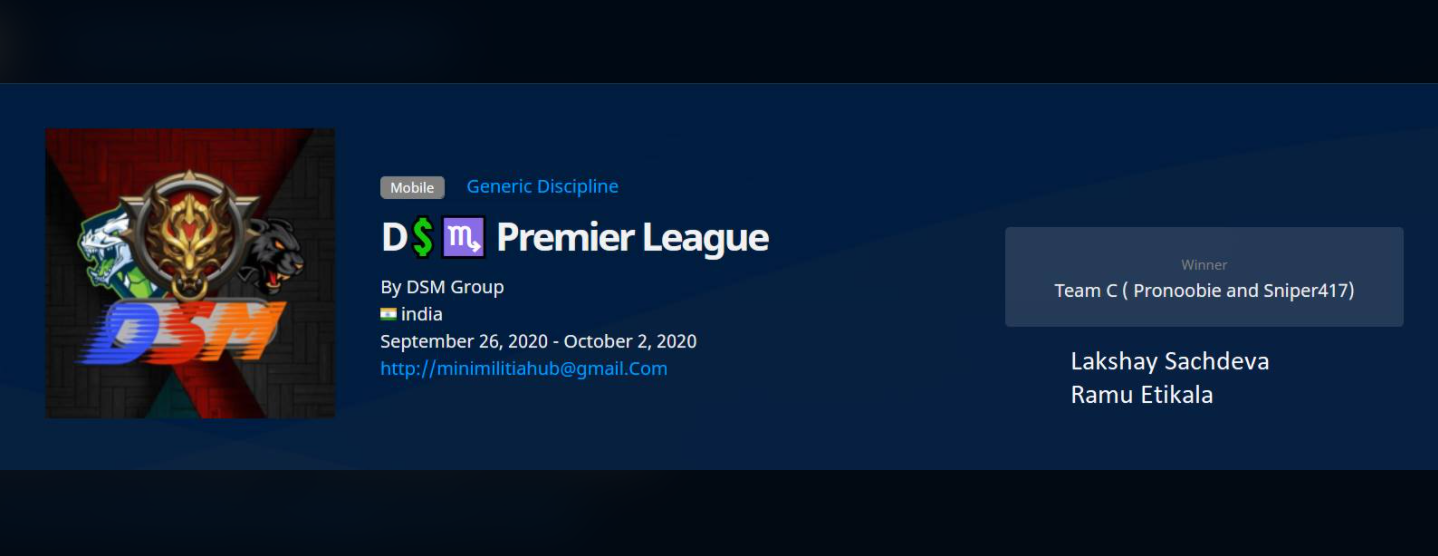 Mobile Generic Discipline
D💲♏ Premier League
By DSM Group
india
September 26, 2020 - October 2, 2020
http://minimilitiahub@gmail.Com
DSM
Winner
Team C ( Pronoobie and Sniper417)
Lakshay Sachdeva
Ramu Etikala